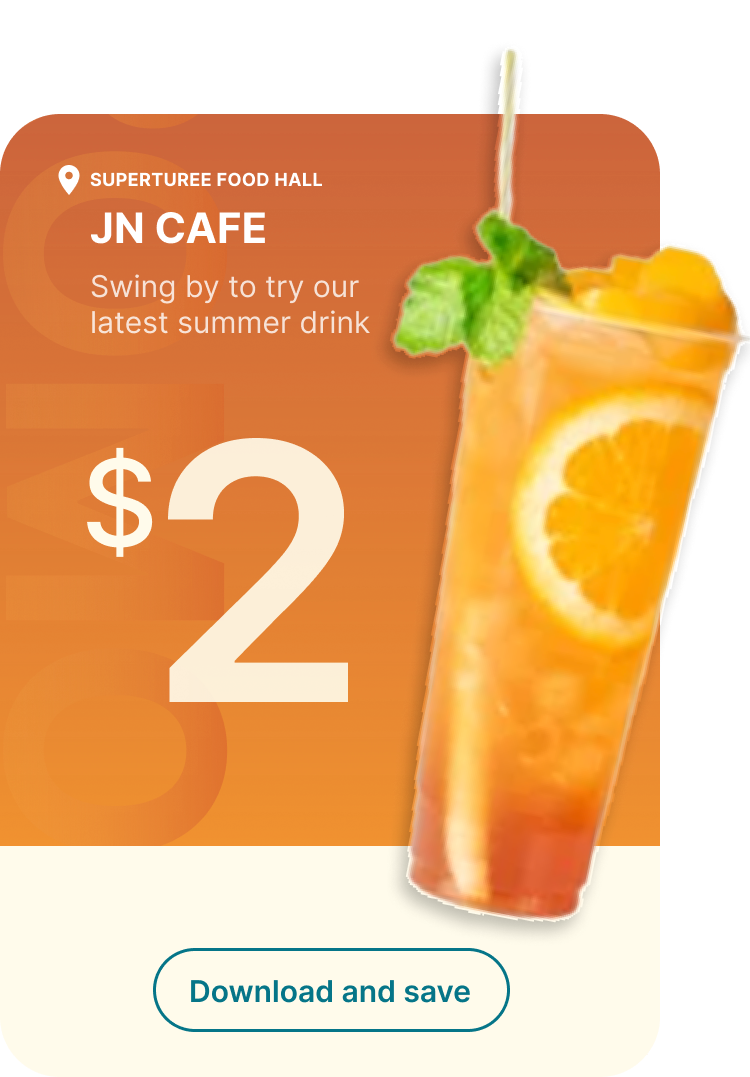 SUPERTUREE FOOD HALL
JN CAFE
Swing by to try our
latest summer drink
$2
Download and save